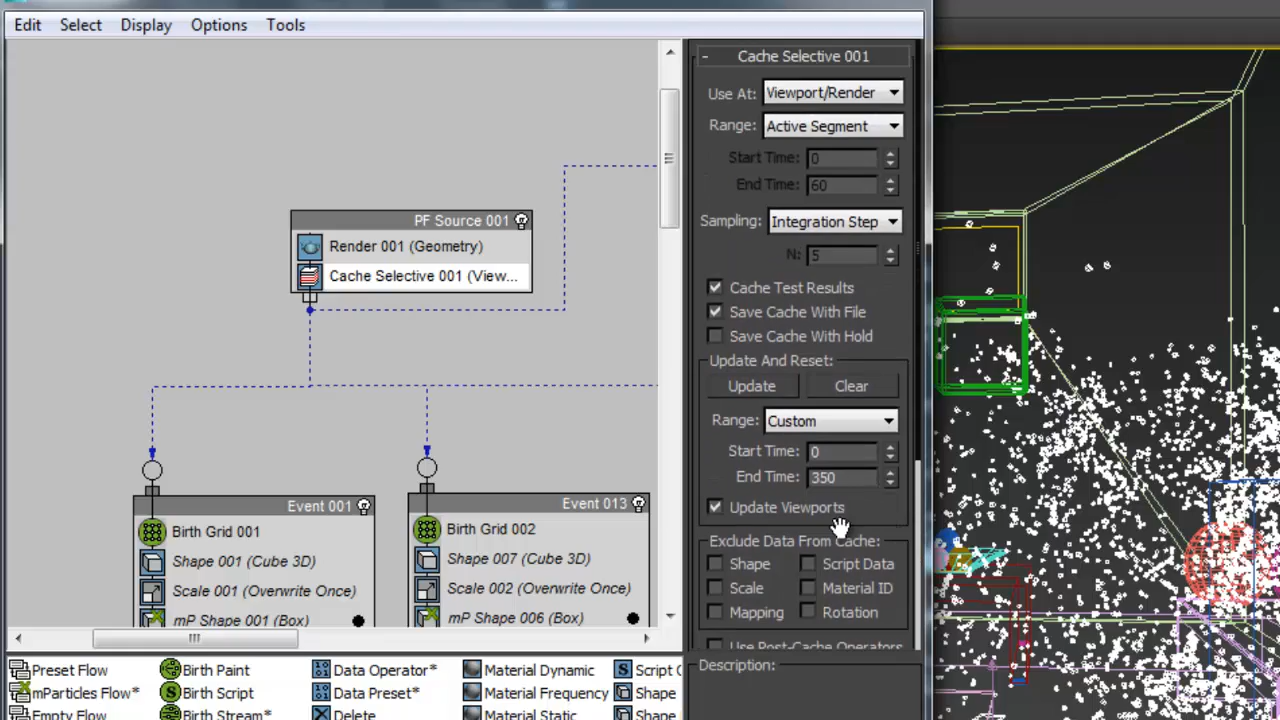 Edit Select Display Options Tools
PF Source 001
Render 001 (Geometry)
Cache Selective 001 (View...
Event 001
Birth Grid 001
Shape 001 (Cube 3D)
Scale 001 (Overwrite Once)
mP Shape 001 (Box)
Event 013
Birth Grid 002
Shape 007 (Cube 3D)
Scale 002 (Overwrite Once)
mP Shape 006 (Box)
- Cache Selective 001
Use At: Viewport/Render
Range: Active Segment
Start Time: 0
End Time: 60
Sampling: Integration Step
N: 5
Cache Test Results
Save Cache With File
Save Cache With Hold
Update And Reset:
Update Clear
Range: Custom
Start Time: 0
End Time: 350
Update Viewports
Exclude Data From Cache:
Shape Script Data
Scale Material ID
Mapping Rotation
Use Post-Cache Operators
Description:
Preset Flow Birth Paint Data Operator* Material Dynamic Script
mParticles Flow* Birth Script Data Preset* Material Frequency Shape
Empty Flow Birth Stream* Delete Material Static Shape